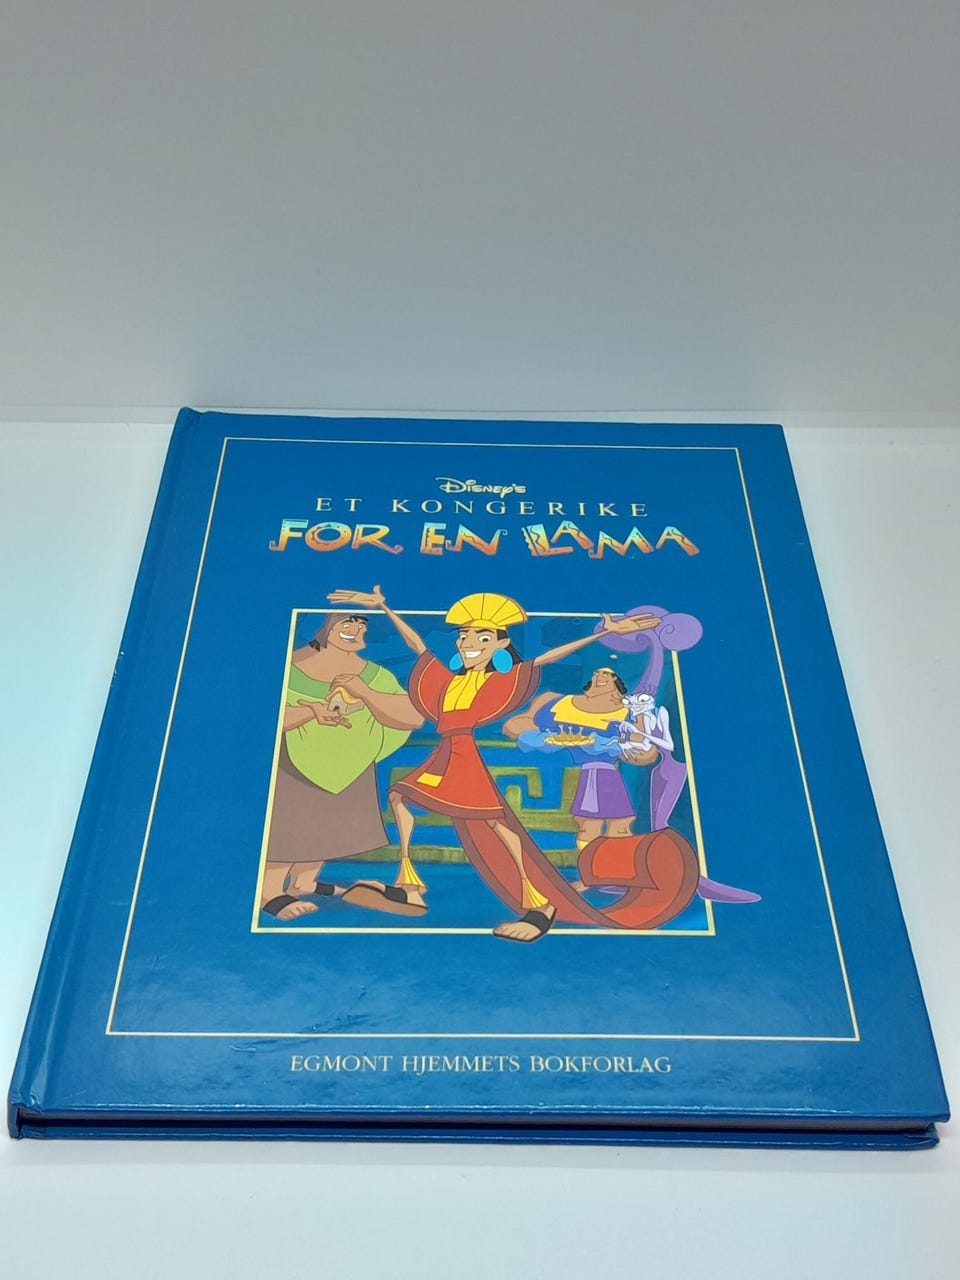 Disney's
ET KONGERIKE
FOR EN LAMA
EGMONT HJEMMETS BOKFORLAG